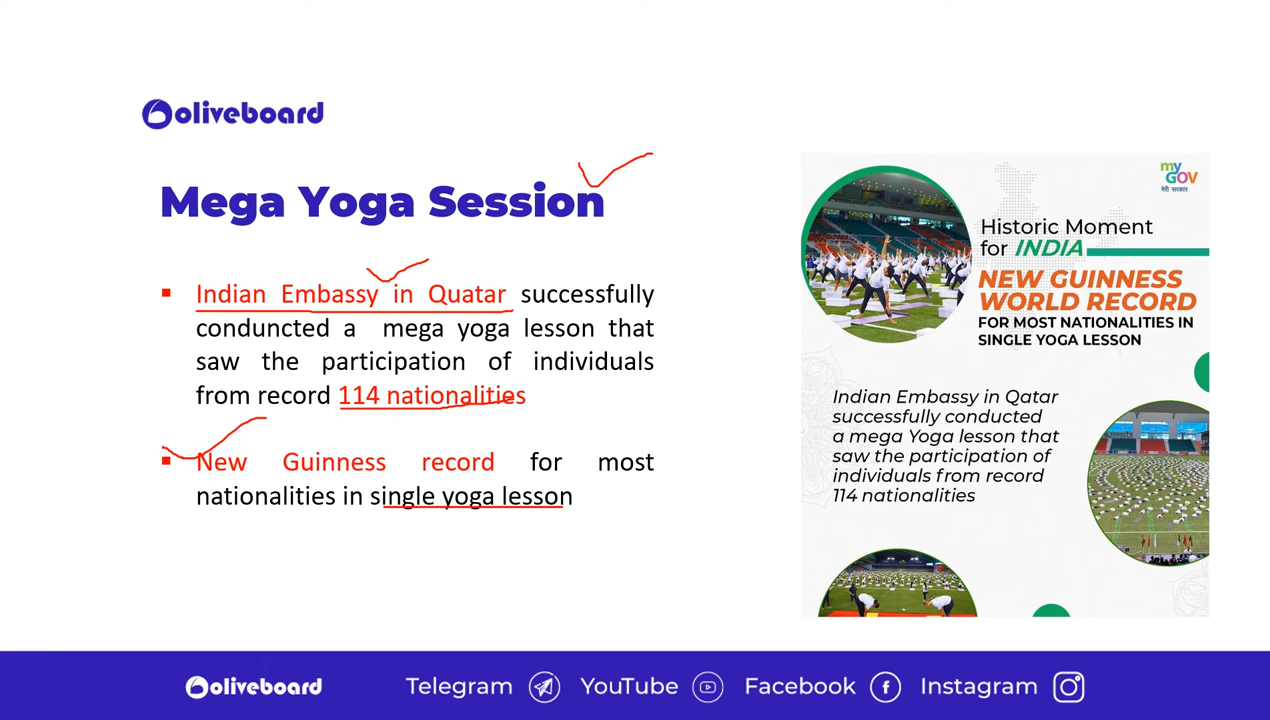 oliveboard
Mega Yoga Session
Indian Embassy in Quatar successfully
conduncted a mega yoga lesson that
saw the participation of individuals
from record 114 nationalities
New Guinness record for most
nationalities in single yoga lesson
my
GOV
मेरी सरकार
Historic Moment
for INDIA
NEW GUINNESS
WORLD RECORD
FOR MOST NATIONALITIES IN
SINGLE YOGA LESSON
Indian Embassy in Qatar
successfully conducted
a mega Yoga lesson that
saw the participation of
individuals from record
114 nationalities
oliveboard Telegram YouTube Facebook Instagram